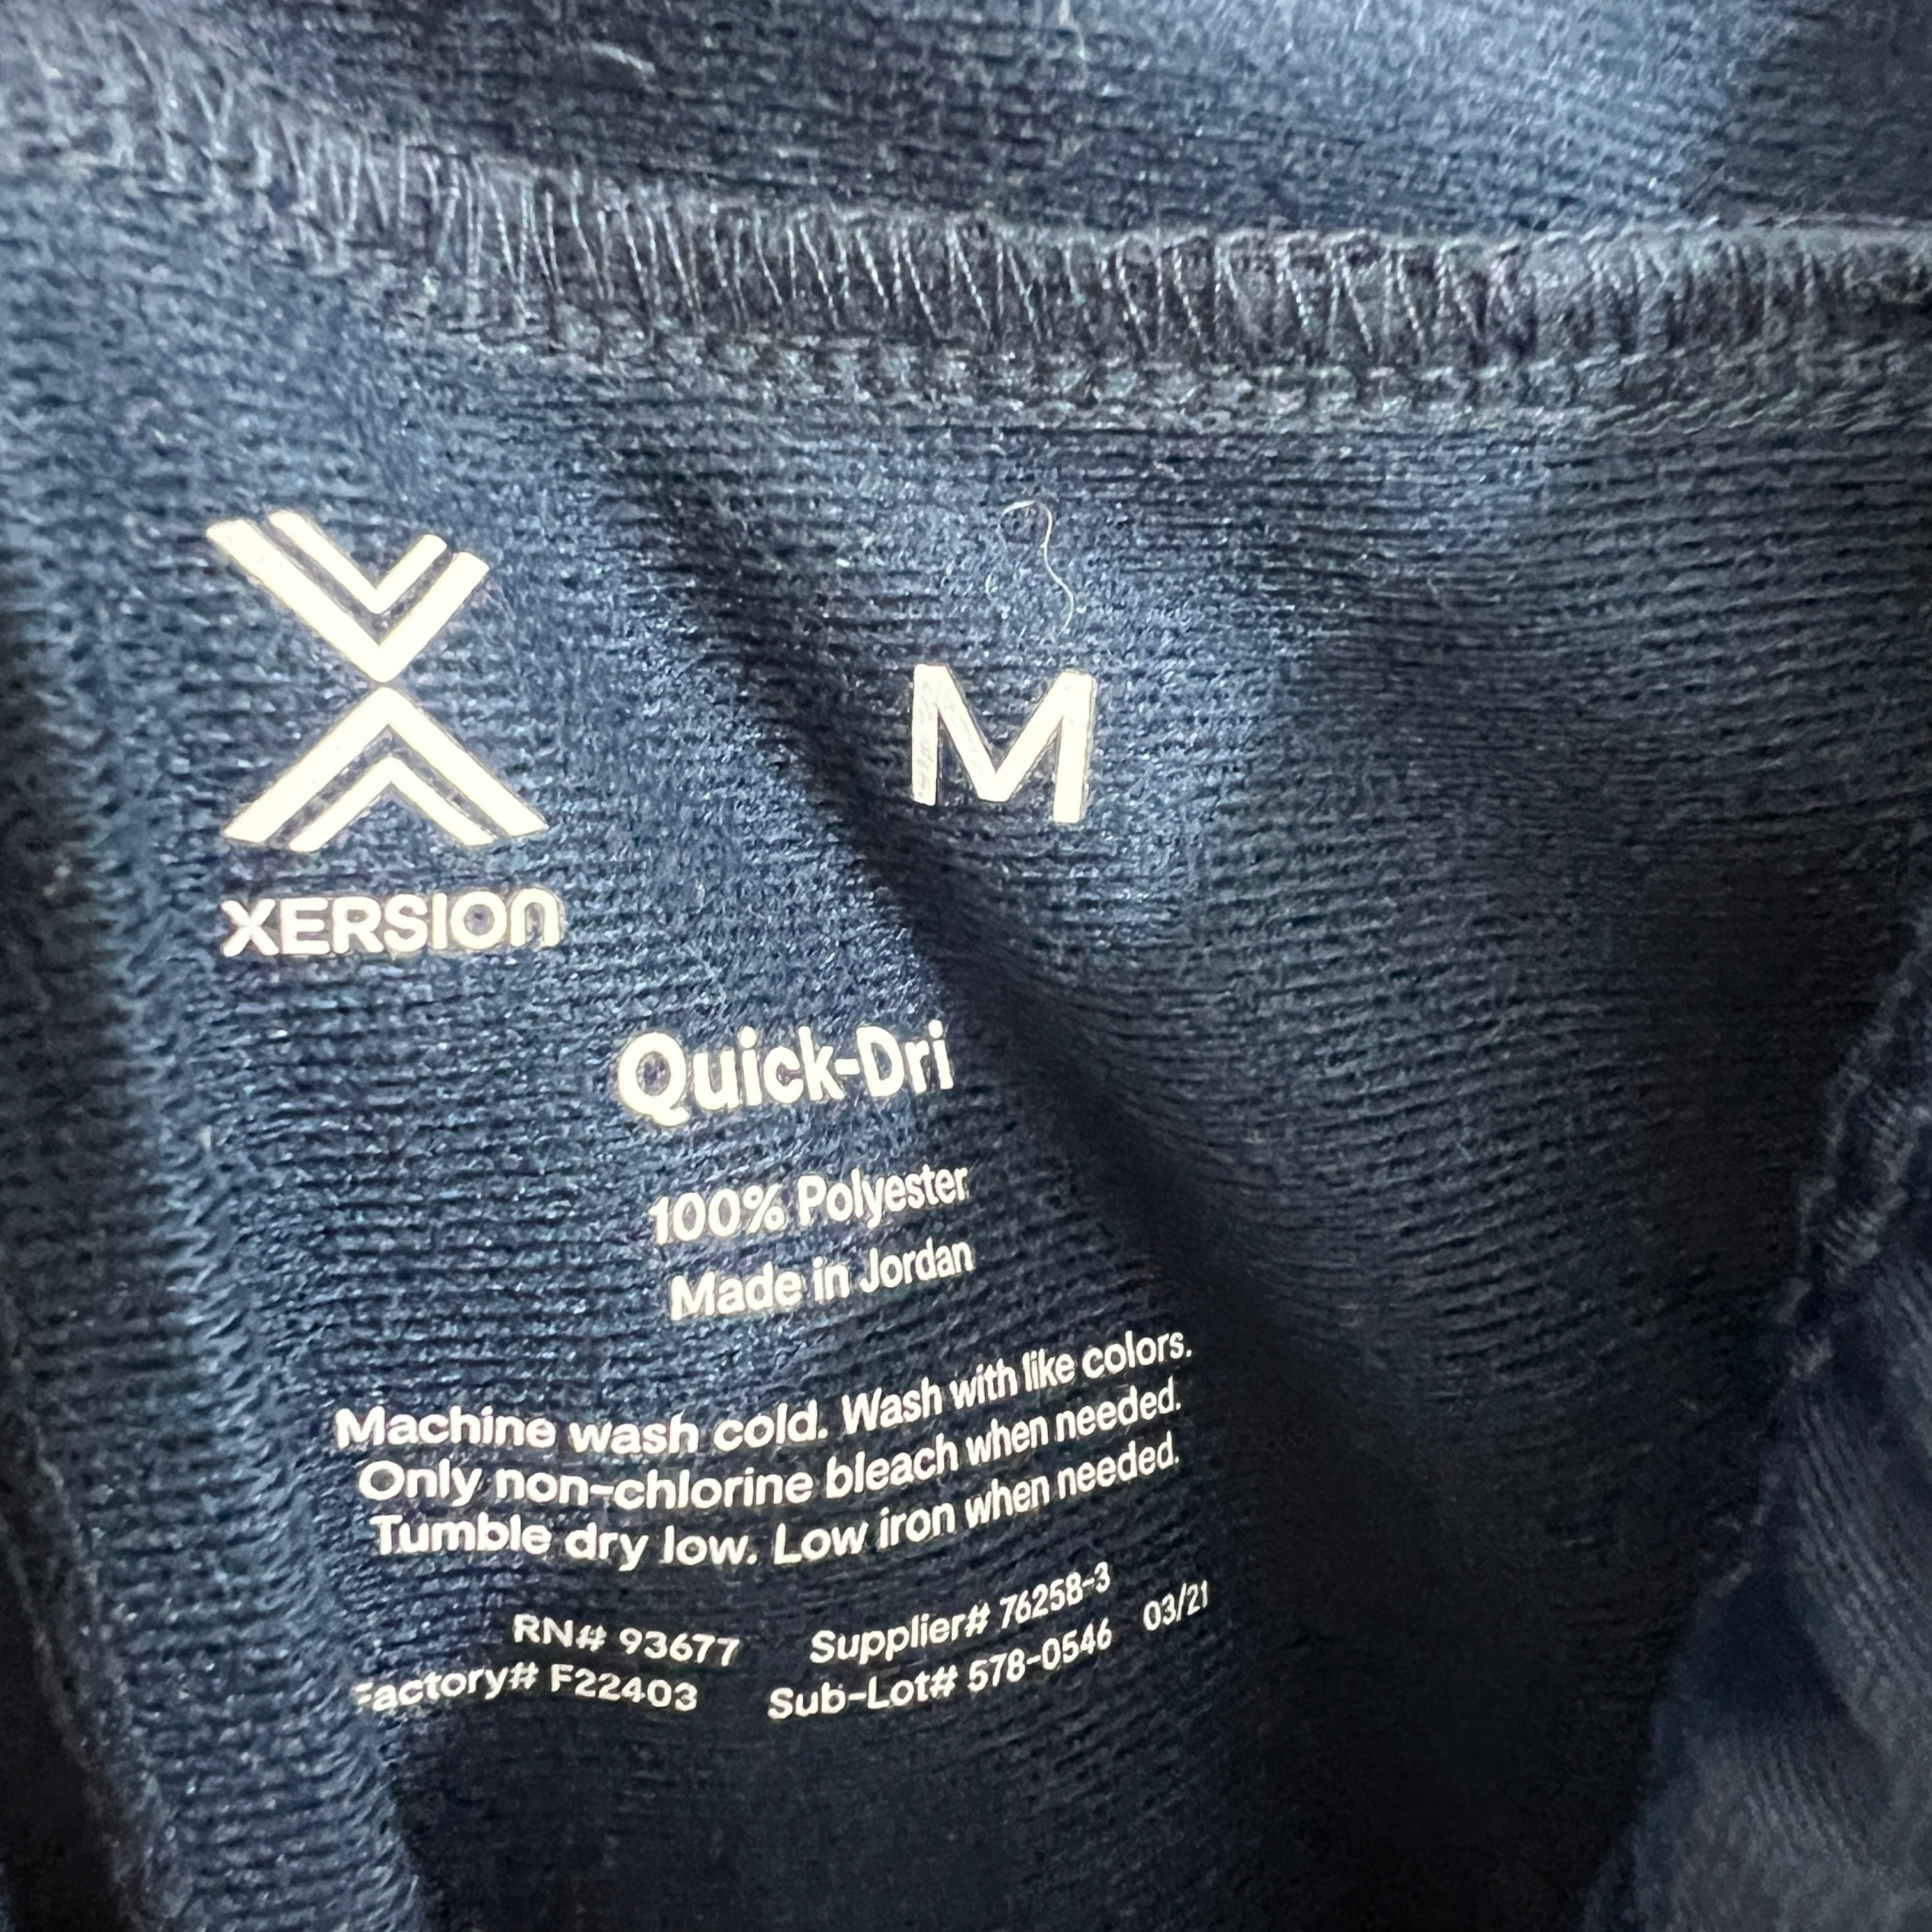 XERSION
M
Quick-Dri
100% Polyester
Made in Jordan
Machine wash cold. Wash with like colors.
Only non-chlorine bleach when needed.
Tumble dry low. Low iron when needed.
RN# 93677 Supplier# 76258-3
Factory# F22403 Sub-Lot# 578-0546 03/21